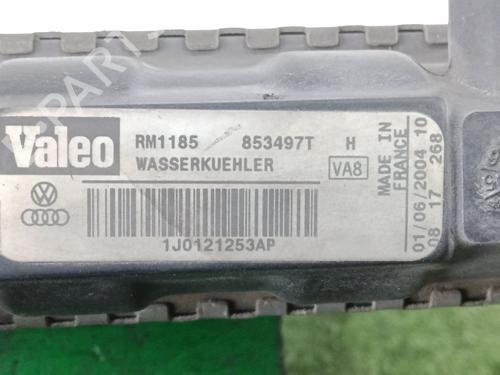 Valeo
RM1185 853497T H
WASSERKUEHLER VA8
1J0121253AP
MADE IN
FRANCE
01/06/2004 10
08 17 268